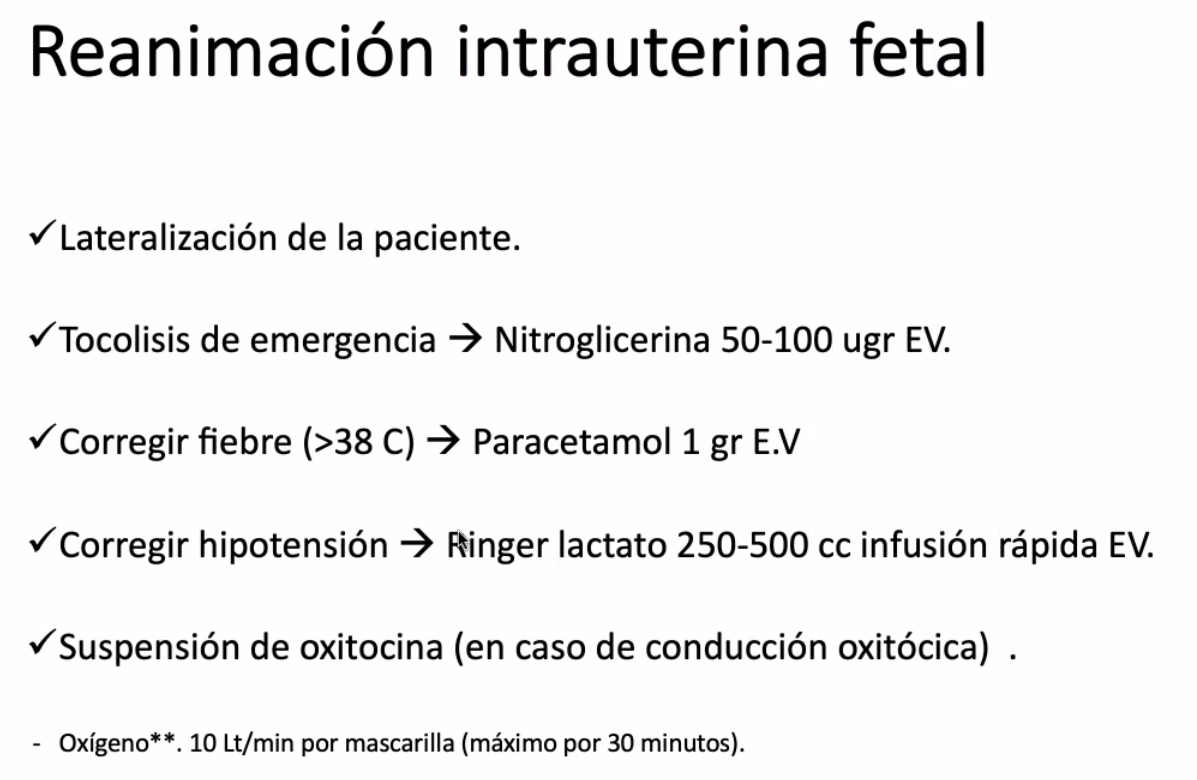 Reanimación intrauterina fetal
✓Lateralización de la paciente.
✓Tocolisis de emergencia → Nitroglicerina 50-100 ugr EV.
✓Corregir fiebre (>38 C) → Paracetamol 1 gr E.V
✓Corregir hipotensión → Ringer lactato 250-500 cc infusión rápida EV.
✓Suspensión de oxitocina (en caso de conducción oxitócica) .
- Oxígeno**. 10 Lt/min por mascarilla (máximo por 30 minutos).